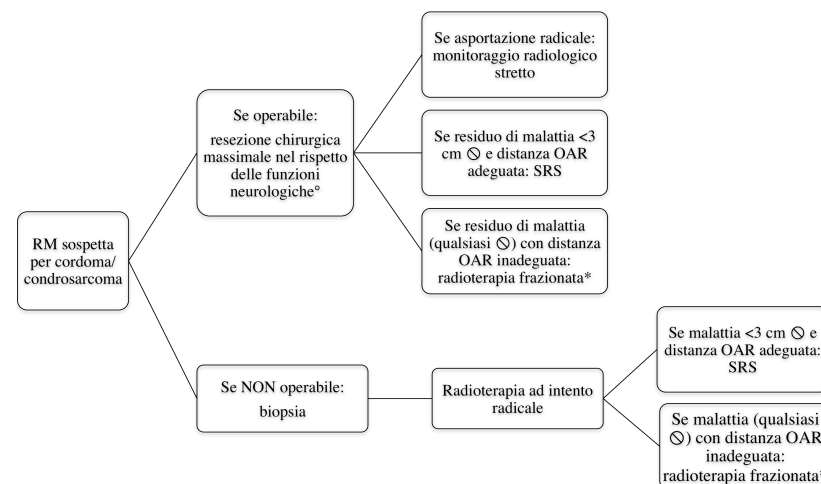 RM sospetta
per cordoma/
condrosarcoma
Se operabile:
resezione chirurgica
massimale nel rispetto
delle funzioni
neurologiche°
Se asportazione radicale:
monitoraggio radiologico
stretto
Se residuo di malattia <3
cm ⃠ e distanza OAR
adeguata: SRS
Se residuo di malattia
(qualsiasi ⃠) con distanza
OAR inadeguata:
radioterapia frazionata*
Se NON operabile:
biopsia
Radioterapia ad intento
radicale
Se malattia <3 cm ⃠ e
distanza OAR adeguata:
SRS
Se malattia (qualsiasi
⃠) con distanza OAR
inadeguata:
radioterapia frazionata*